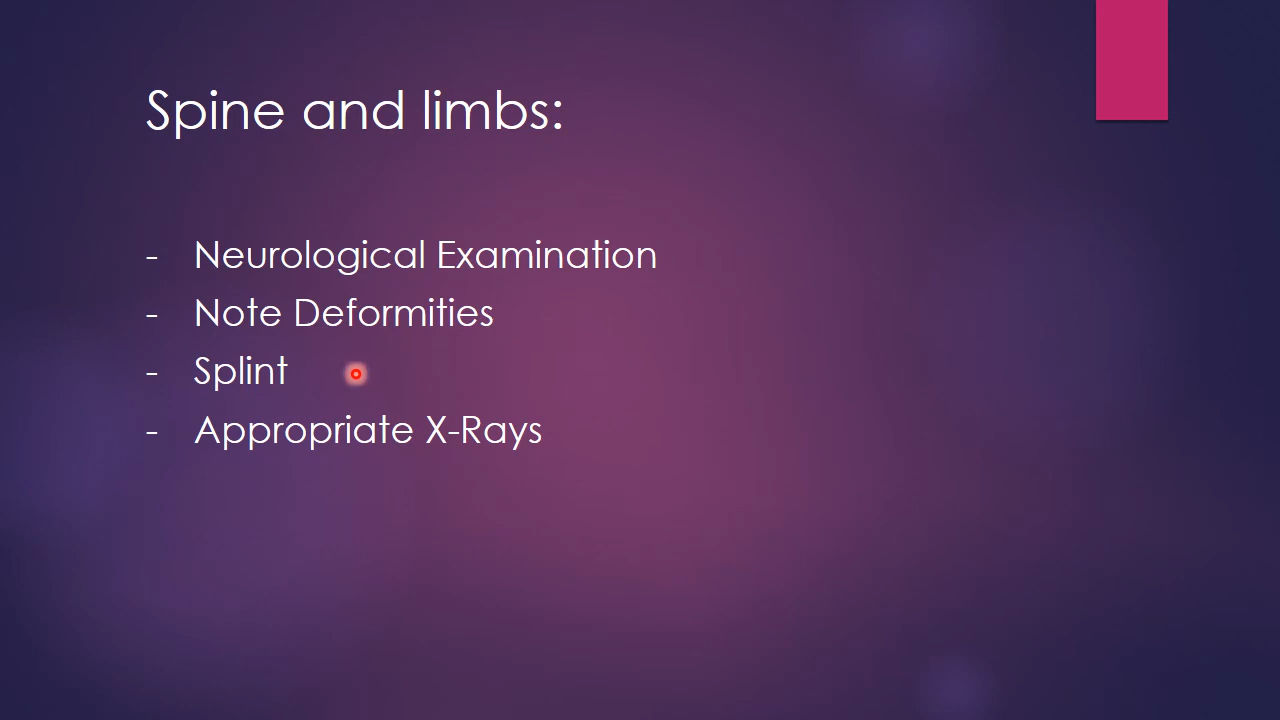 Spine and limbs:
- Neurological Examination
- Note Deformities
- Splint
- Appropriate X-Rays